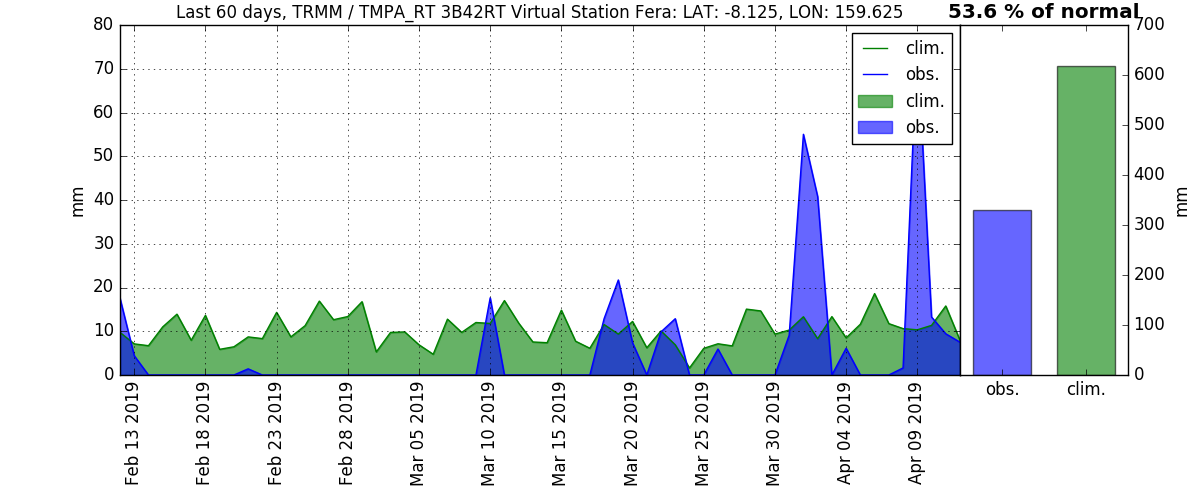 Last 60 days, TRMM / TMPA_RT 3B42RT Virtual Station Fera: LAT: -8.125, LON: 159.625
53.6 % of normal
80
70
60
50
40
30
20
10
0
mm
clim.
obs.
clim.
obs.
700
600
500
400
300
200
100
0
mm
obs.
clim.
Feb 13 2019
Feb 18 2019
Feb 23 2019
Feb 28 2019
Mar 05 2019
Mar 10 2019
Mar 15 2019
Mar 20 2019
Mar 25 2019
Mar 30 2019
Apr 04 2019
Apr 09 2019